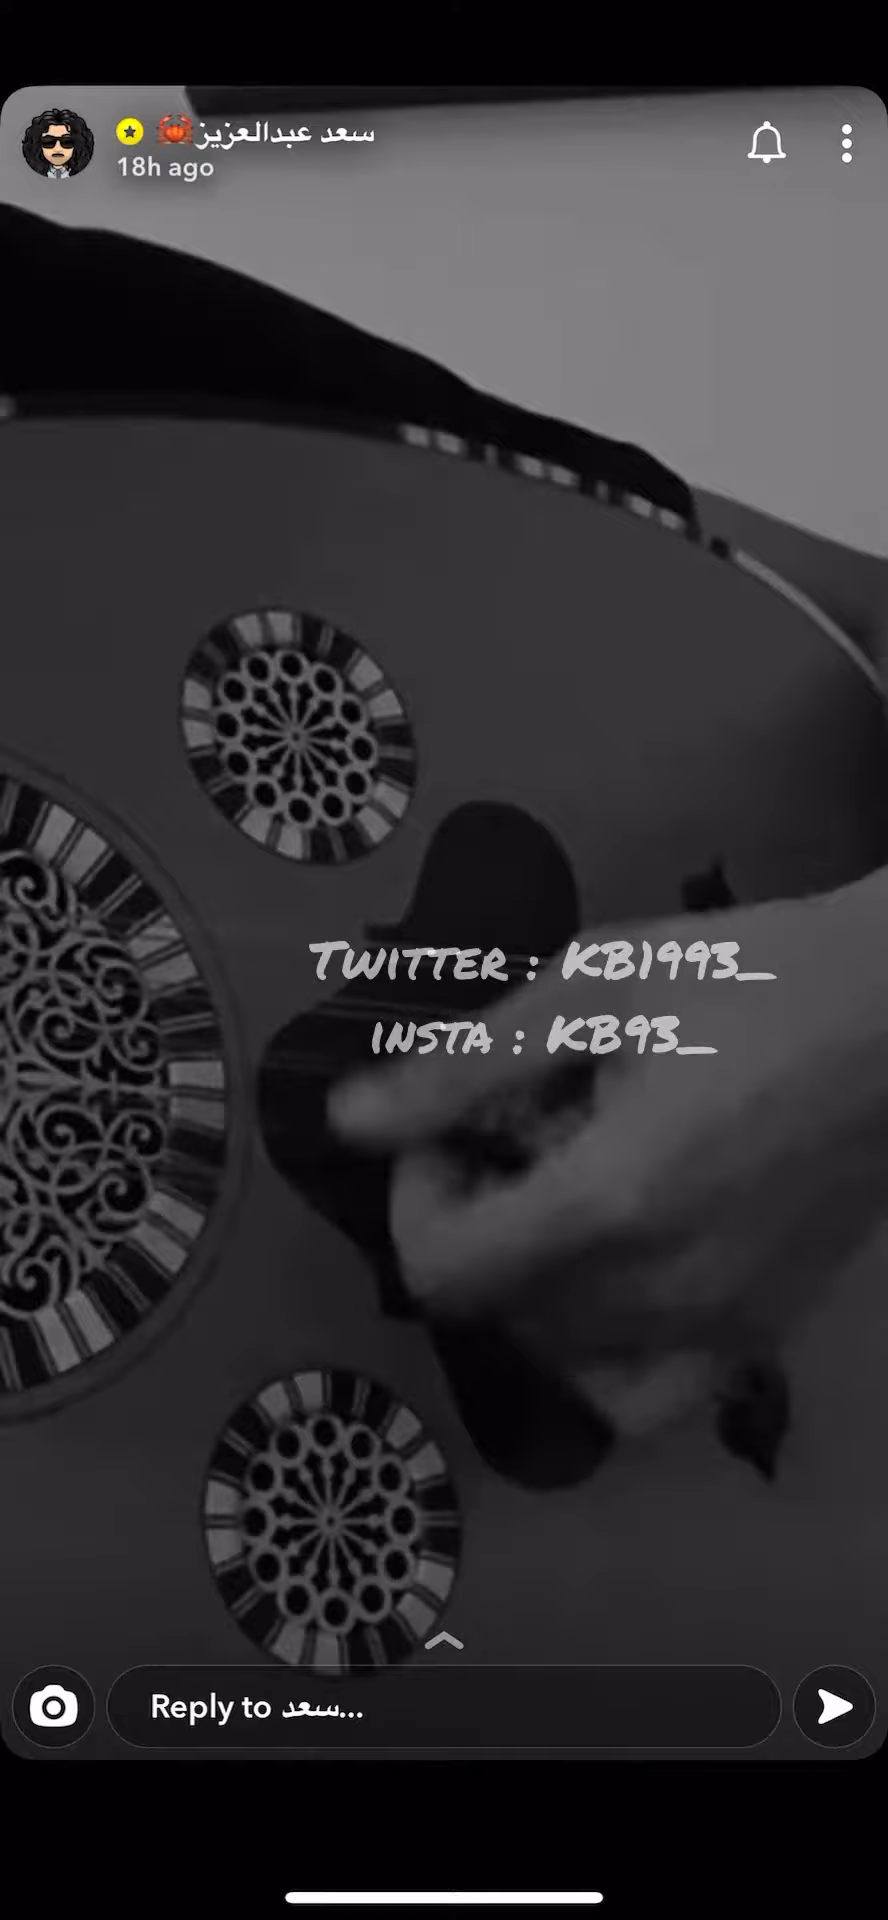 سعد عبدالعزيز🦀
18h ago
TWITTER : KB1993_
INSTA : KB93_
Reply to سعد...